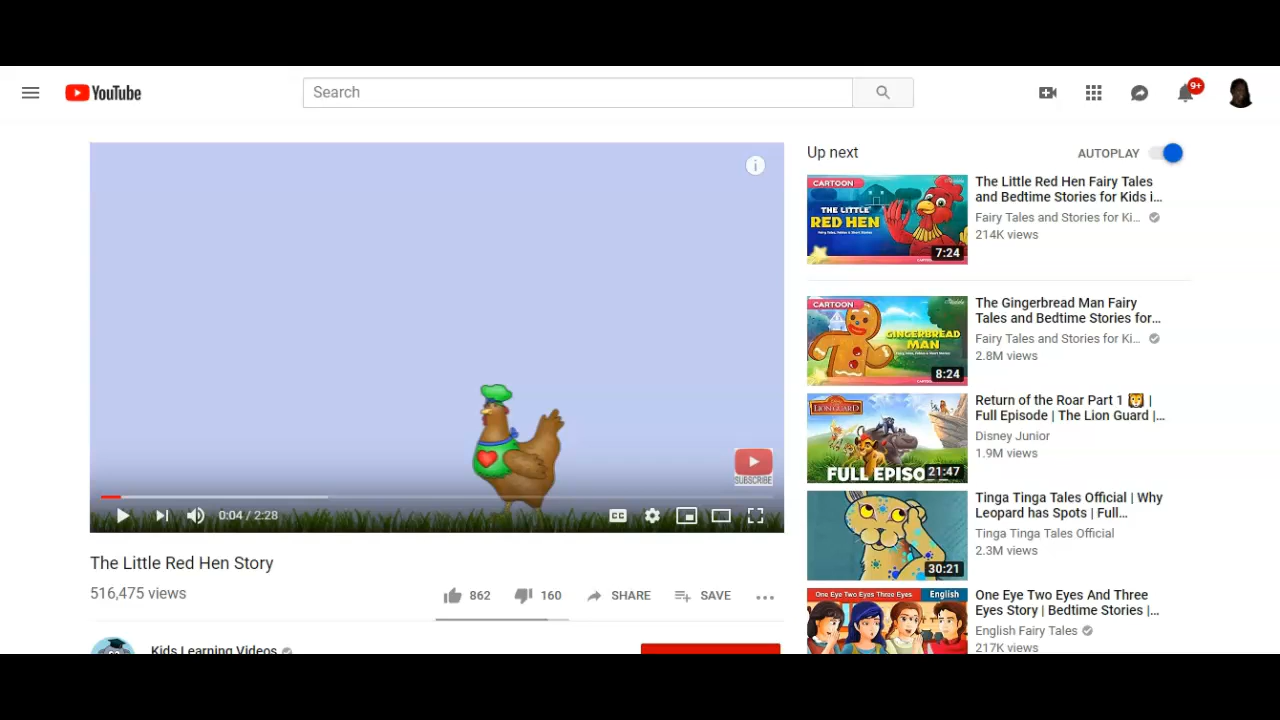 YouTube
Search
9+
SUBSCRIBE
0:04 / 2:28
CC
The Little Red Hen Story
516,475 views
862
160
SHARE
SAVE
Kids Learning Videos
Up next
AUTOPLAY
CARTOON
THE LITTLE
RED HEN
Fairy Tales, Fables & Short Stories
7:24
The Little Red Hen Fairy Tales
and Bedtime Stories for Kids i...
Fairy Tales and Stories for Ki...
214K views
CARTOON
GINGERBREAD
MAN
8:24
The Gingerbread Man Fairy
Tales and Bedtime Stories for...
Fairy Tales and Stories for Ki...
2.8M views
LION GUARD
FULL EPISO
21:47
Return of the Roar Part 1 🦁 |
Full Episode | The Lion Guard |...
Disney Junior
1.9M views
30:21
Tinga Tinga Tales Official | Why
Leopard has Spots | Full...
Tinga Tinga Tales Official
2.3M views
One Eye Two Eyes Three Eyes
English
One Eye Two Eyes And Three
Eyes Story | Bedtime Stories |...
English Fairy Tales
217K views